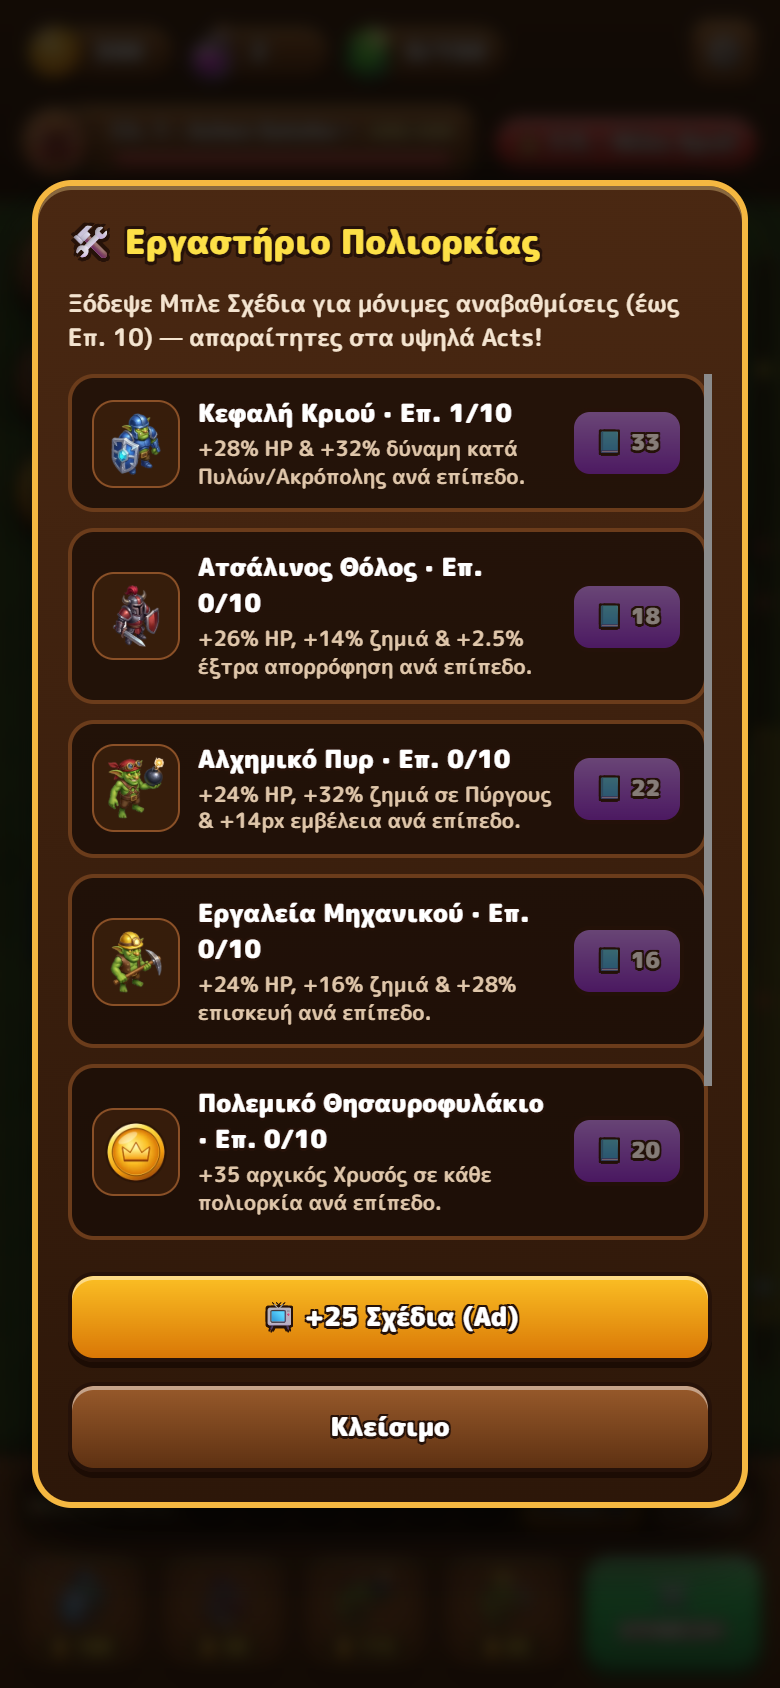 Εργαστήριο Πολιορκίας
Ξόδεψε Μπλε Σχέδια για μόνιμες αναβαθμίσεις (έως
Επ. 10) — απαραίτητες στα υψηλά Acts!
Κεφαλή Κριού · Επ. 1/10
+28% HP & +32% δύναμη κατά
Πυλών/Ακρόπολης ανά επίπεδο.
33
Ατσάλινος Θόλος · Επ.
0/10
+26% HP, +14% ζημιά & +2.5%
έξτρα απορρόφηση ανά επίπεδο.
18
Αλχημικό Πυρ · Επ. 0/10
+24% HP, +32% ζημιά σε Πύργους
& +14px εμβέλεια ανά επίπεδο.
22
Εργαλεία Μηχανικού · Επ.
0/10
+24% HP, +16% ζημιά & +28%
επισκευή ανά επίπεδο.
16
Πολεμικό Θησαυροφυλάκιο
· Επ. 0/10
+35 αρχικός Χρυσός σε κάθε
πολιορκία ανά επίπεδο.
20
+25 Σχέδια (Ad)
Κλείσιμο